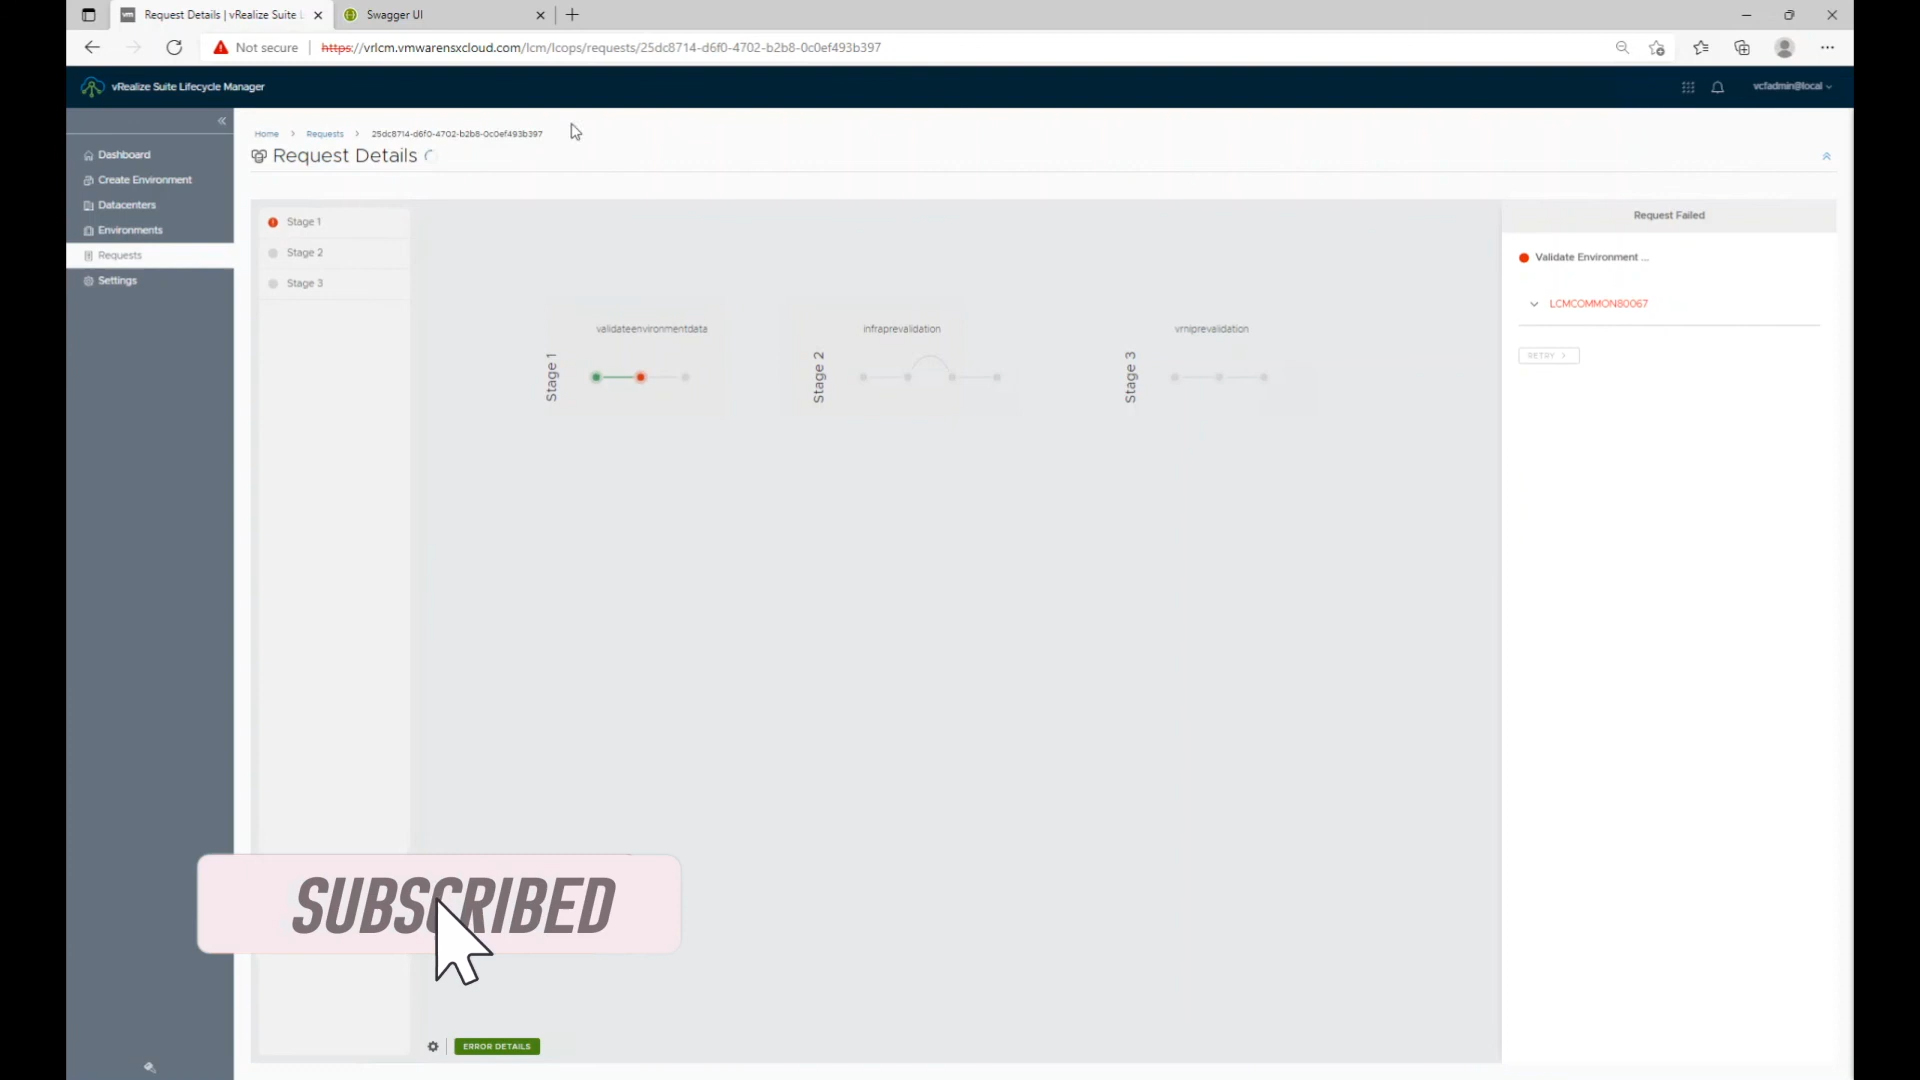 Request Details | vRealize Suite L
Swagger UI
Not secure
https://vrlcm.vmwarensxcloud.com/lcm/lcops/requests/25dc8714-d6f0-4702-b2b8-0c0ef493b397
vRealize Suite Lifecycle Manager
vcfadmin@local
Dashboard
Create Environment
Datacenters
Environments
Requests
Settings
Home > Requests > 25dc8714-d6f0-4702-b2b8-0c0ef493b397
Request Details
Stage 1
Stage 2
Stage 3
validateenvironmentdata
Stage 1
infraprevalidation
Stage 2
vrniprevalidation
Stage 3
Request Failed
Validate Environment ...
LCMCOMMON80067
RETRY >
SUBSCRIBED
ERROR DETAILS